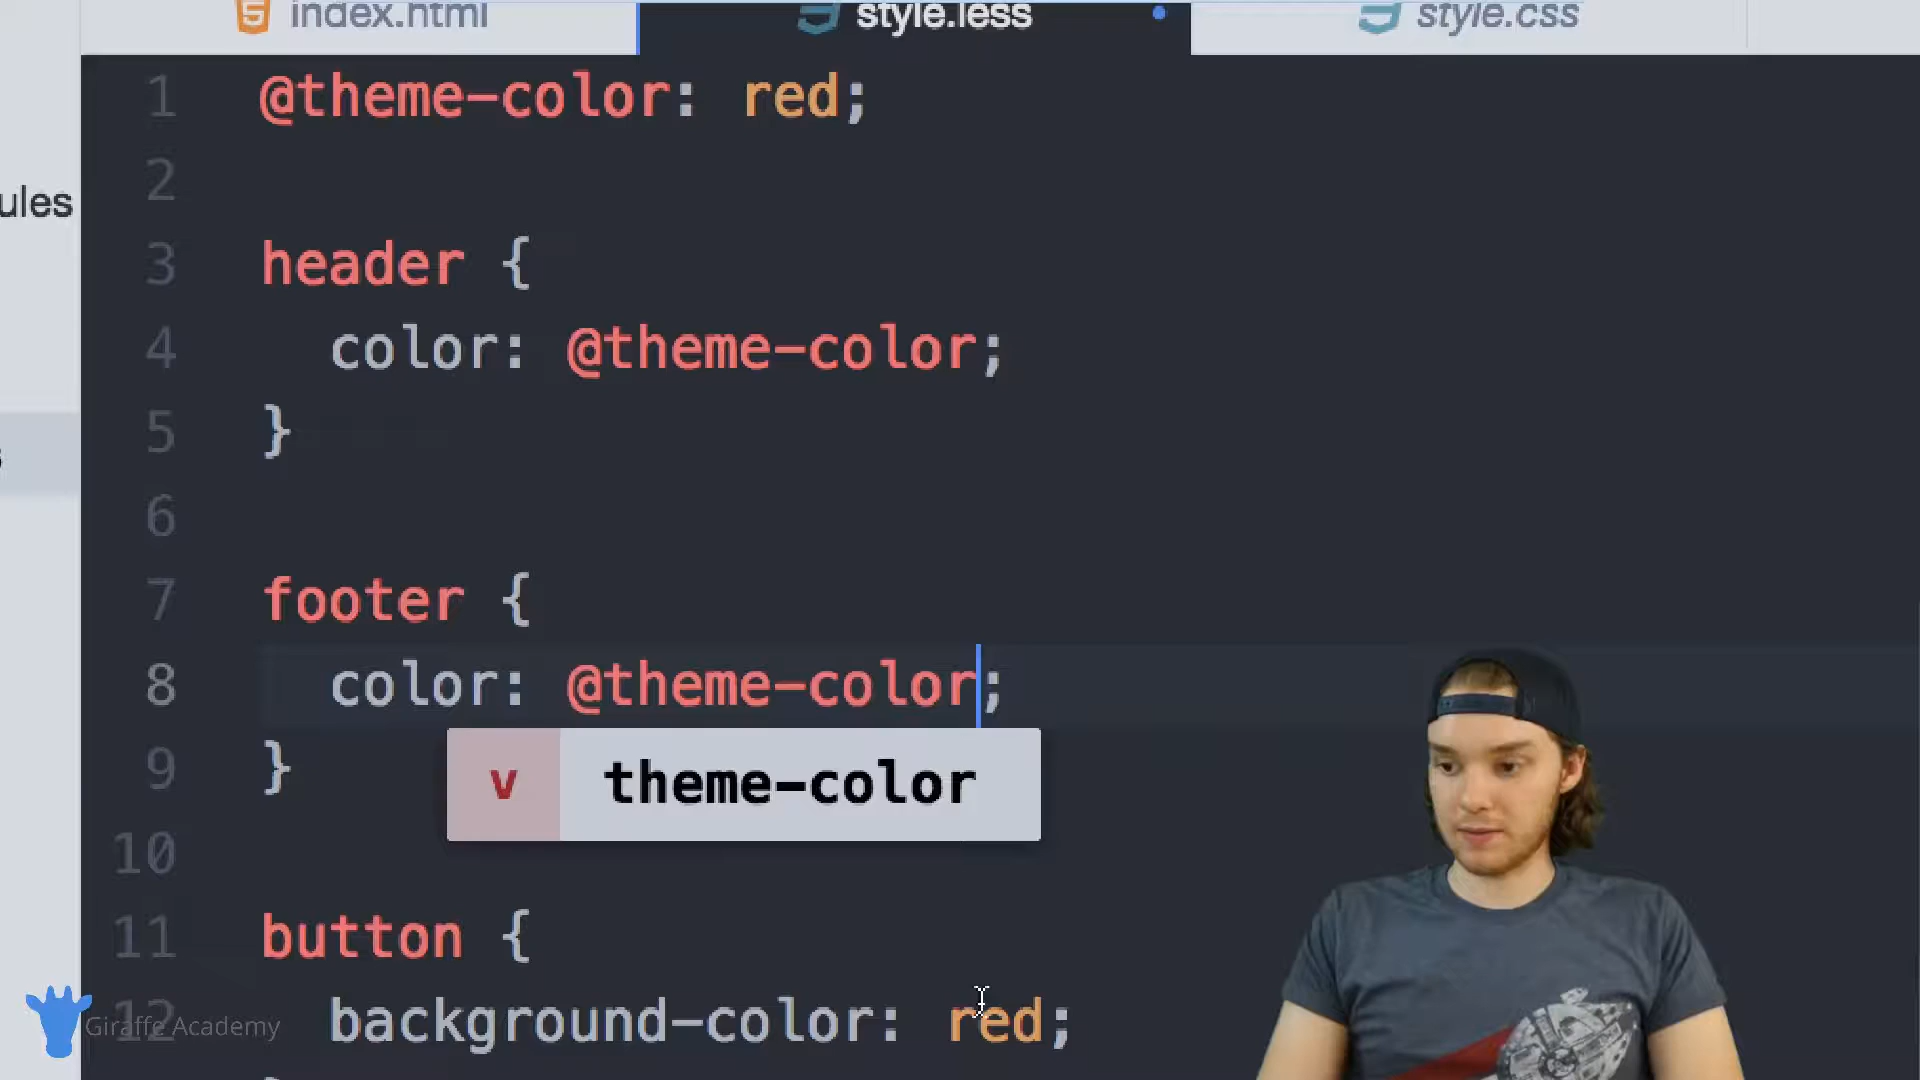 index.html style.less style.css
ules
1 @theme-color: red;
2
3 header {
4 color: @theme-color;
5 }
6
7 footer {
8 color: @theme-color;
9 }
v theme-color
10
11 button {
12 background-color: red;
Giraffe Academy